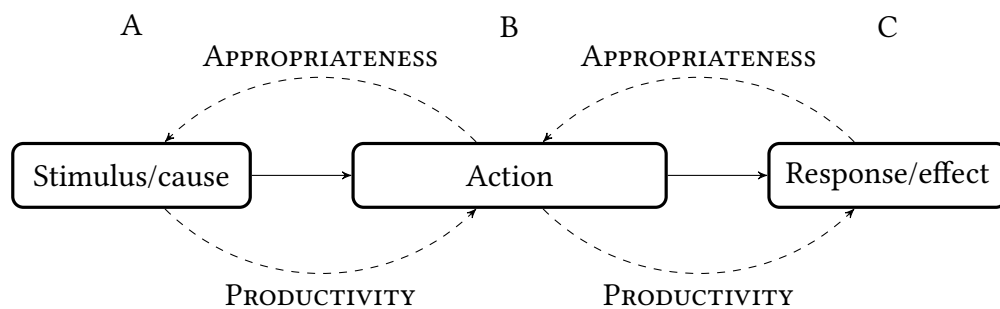 A B C
APPROPRIATENESS APPROPRIATENESS
Stimulus/cause Action Response/effect
PRODUCTIVITY PRODUCTIVITY